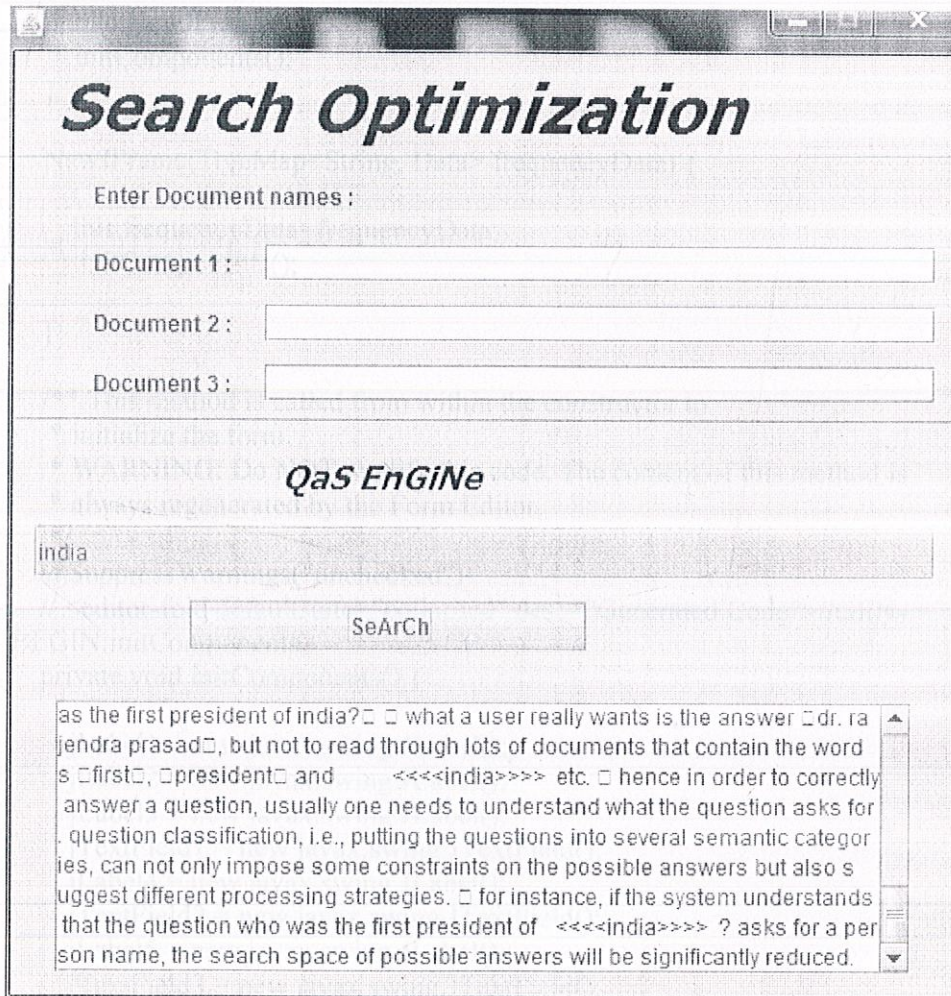 Search Optimization
Enter Document names :
Document 1 :
Document 2 :
Document 3 :
QaS EnGiNe
india
SeArCh
as the first president of india?□ □ what a user really wants is the answer □dr. ra
jendra prasad□, but not to read through lots of documents that contain the word
s □first□, □president□ and <<<<india>>>> etc. □ hence in order to correctly
answer a question, usually one needs to understand what the question asks for
. question classification, i.e., putting the questions into several semantic categor
ies, can not only impose some constraints on the possible answers but also s
uggest different processing strategies. □ for instance, if the system understands
that the question who was the first president of <<<<india>>>> ? asks for a per
son name, the search space of possible answers will be significantly reduced.